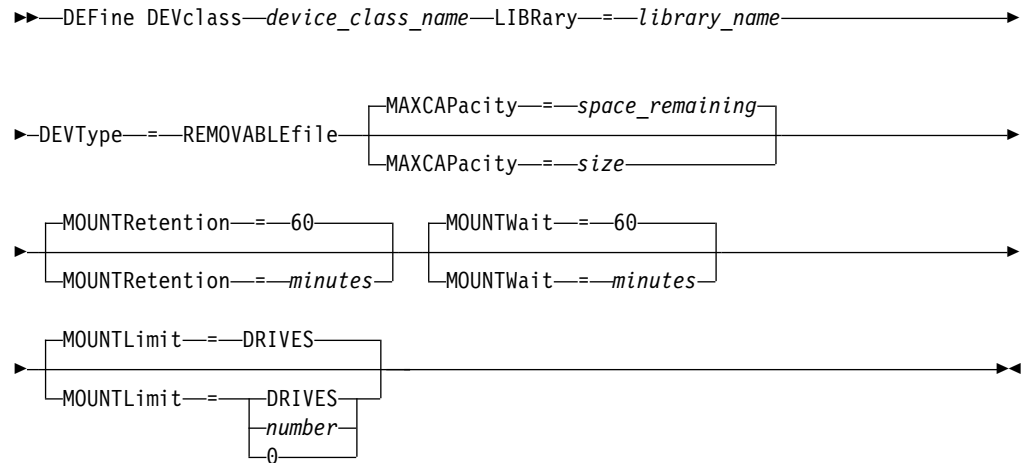 DEFine DEVclass device_class_name LIBRary = library_name
MAXCAPacity = space_remaining
DEVType = REMOVABLEfile
MAXCAPacity = size
MOUNTRetention = 60 MOUNTWait = 60
MOUNTRetention = minutes MOUNTWait = minutes
MOUNTLimit = DRIVES
MOUNTLimit = DRIVES
number
0